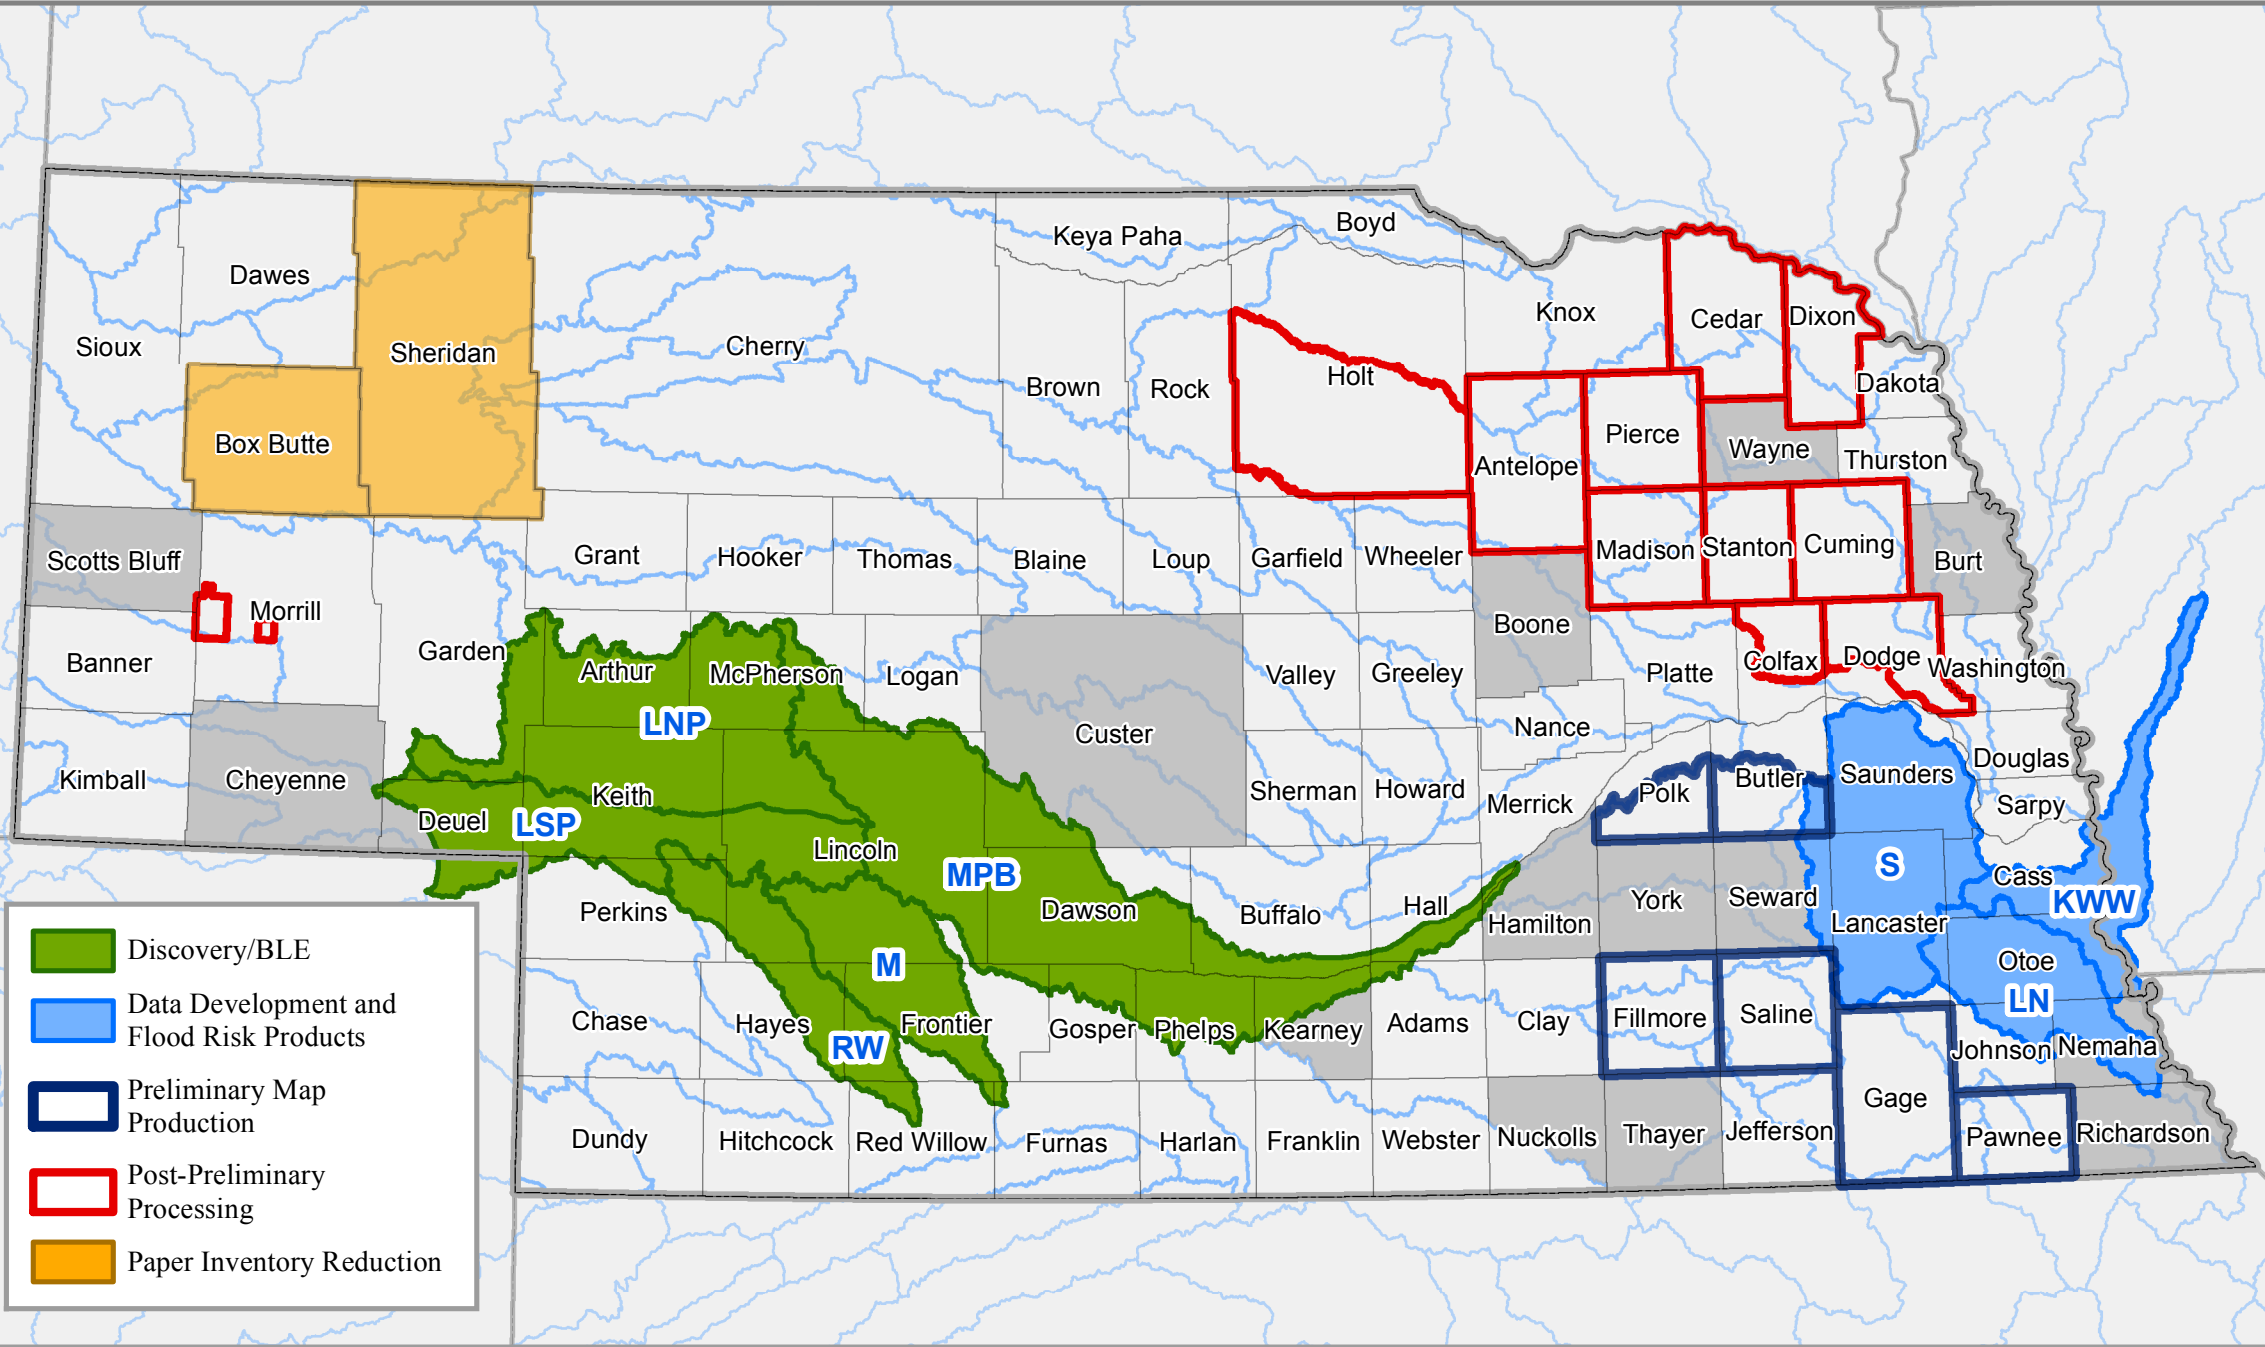 Boyd
Keya Paha
Dawes
Knox
Cedar
Dixon
Sioux
Sheridan
Cherry
Holt
Dakota
Brown
Rock
Box Butte
Pierce
Wayne
Antelope
Thurston
Scotts Bluff
Grant
Hooker
Thomas
Blaine
Loup
Garfield
Wheeler
Madison
Stanton
Cuming
Burt
Morrill
Boone
Banner
Garden
Arthur
McPherson
Logan
Valley
Greeley
Platte
Colfax
Dodge
Washington
LNP
Custer
Nance
Douglas
Kimball
Cheyenne
Keith
Sherman
Howard
Merrick
Polk
Butler
Saunders
Sarpy
Deuel
LSP
Lincoln
MPB
S
Cass
KWW
Perkins
Dawson
Buffalo
Hall
Hamilton
York
Seward
Lancaster
M
Otoe
LN
Chase
Hayes
Frontier
RW
Gosper
Phelps
Kearney
Adams
Clay
Fillmore
Saline
Johnson
Nemaha
Gage
Dundy
Hitchcock
Red Willow
Furnas
Harlan
Franklin
Webster
Nuckolls
Thayer
Jefferson
Pawnee
Richardson
Discovery/BLE
Data Development and
Flood Risk Products
Preliminary Map
Production
Post-Preliminary
Processing
Paper Inventory Reduction